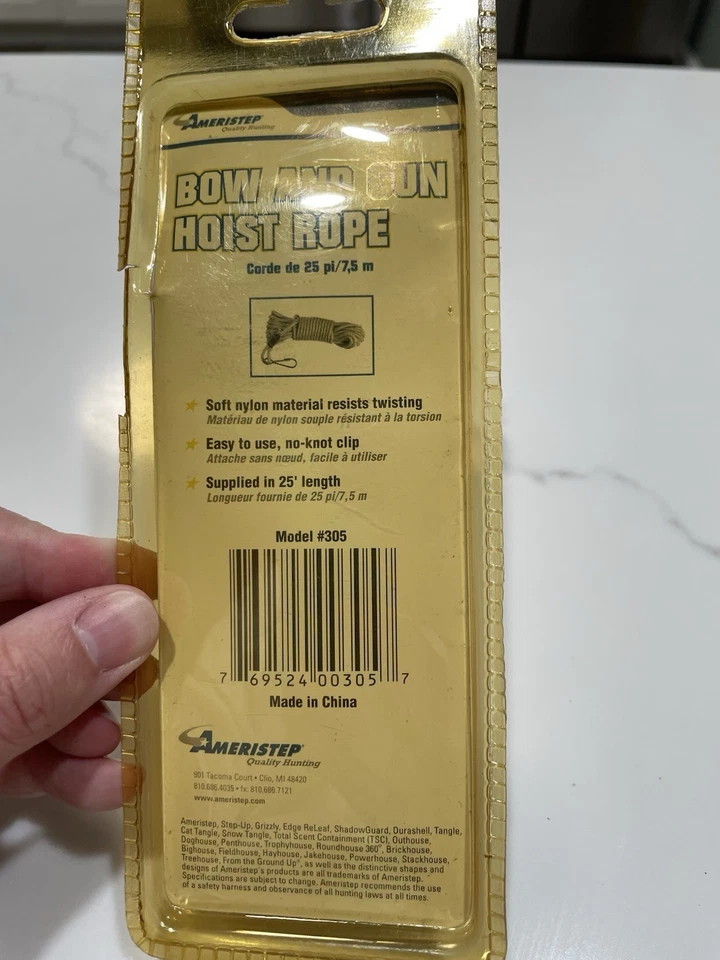 AMERISTEP®
Quality Hunting
BOW AND GUN
HOIST ROPE
Corde de 25 pi/7,5 m
Soft nylon material resists twisting
Matériau de nylon souple résistant à la torsion
Easy to use, no-knot clip
Attache sans nœud, facile à utiliser
Supplied in 25' length
Longueur fournie de 25 pi/7,5 m
Model #305
7 69524 00305 7
Made in China
AMERISTEP®
Quality Hunting
901 Tacoma Court • Clio, MI 48420
810.686.4035 • fx: 810.686.7121
www.ameristep.com
Ameristep, Step-Up, Grizzly, Edge ReLeaf, ShadowGuard, Durashell, Tangle,
Cat Tangle, Snow Tangle, Total Scent Containment (TSC), Outhouse,
Doghouse, Penthouse, Trophyhouse, Roundhouse 360°, Brickhouse,
Bighouse, Fieldhouse, Hayhouse, Jakehouse, Powerhouse, Stackhouse,
Treehouse, From the Ground Up®, as well as the distinctive shapes and
designs of Ameristep's products are all trademarks of Ameristep.
Specifications are subject to change. Ameristep recommends the use
of a safety harness and observance of all hunting laws at all times.